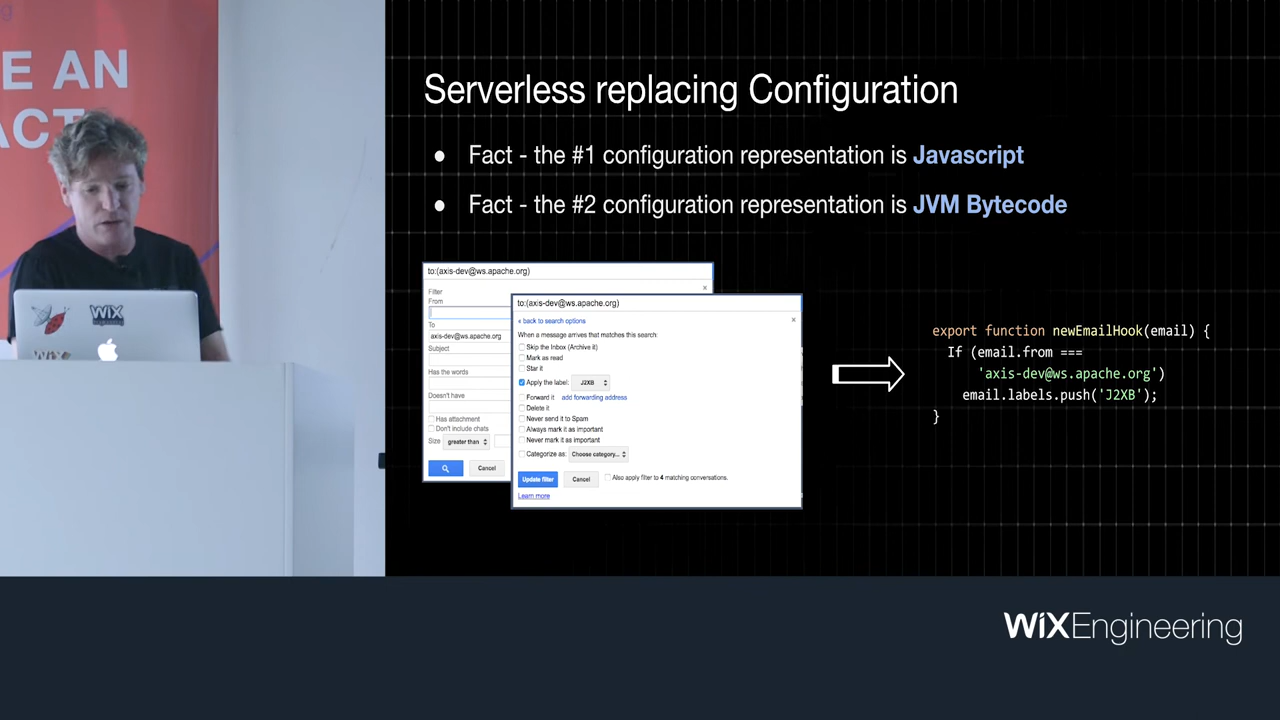 E AN
ACT
WiX
WiX
Serverless replacing Configuration
● Fact - the #1 configuration representation is Javascript
● Fact - the #2 configuration representation is JVM Bytecode
to:(axis-dev@ws.apache.org)
×
Filter
From
To
axis-dev@ws.apache.org
Subject
Has the words
Doesn't have
Has attachment
Don't include chats
Size greater than
Cancel
to:(axis-dev@ws.apache.org)
« back to search options
×
When a message arrives that matches this search:
Skip the Inbox (Archive it)
Mark as read
Star it
Apply the label: J2XB
Forward it add forwarding address
Delete it
Never send it to Spam
Always mark it as important
Never mark it as important
Categorize as: Choose category...
Update filter Cancel Also apply filter to 4 matching conversations.
Learn more
export function newEmailHook(email) {
If (email.from ===
'axis-dev@ws.apache.org')
email.labels.push('J2XB');
}
WiXEngineering